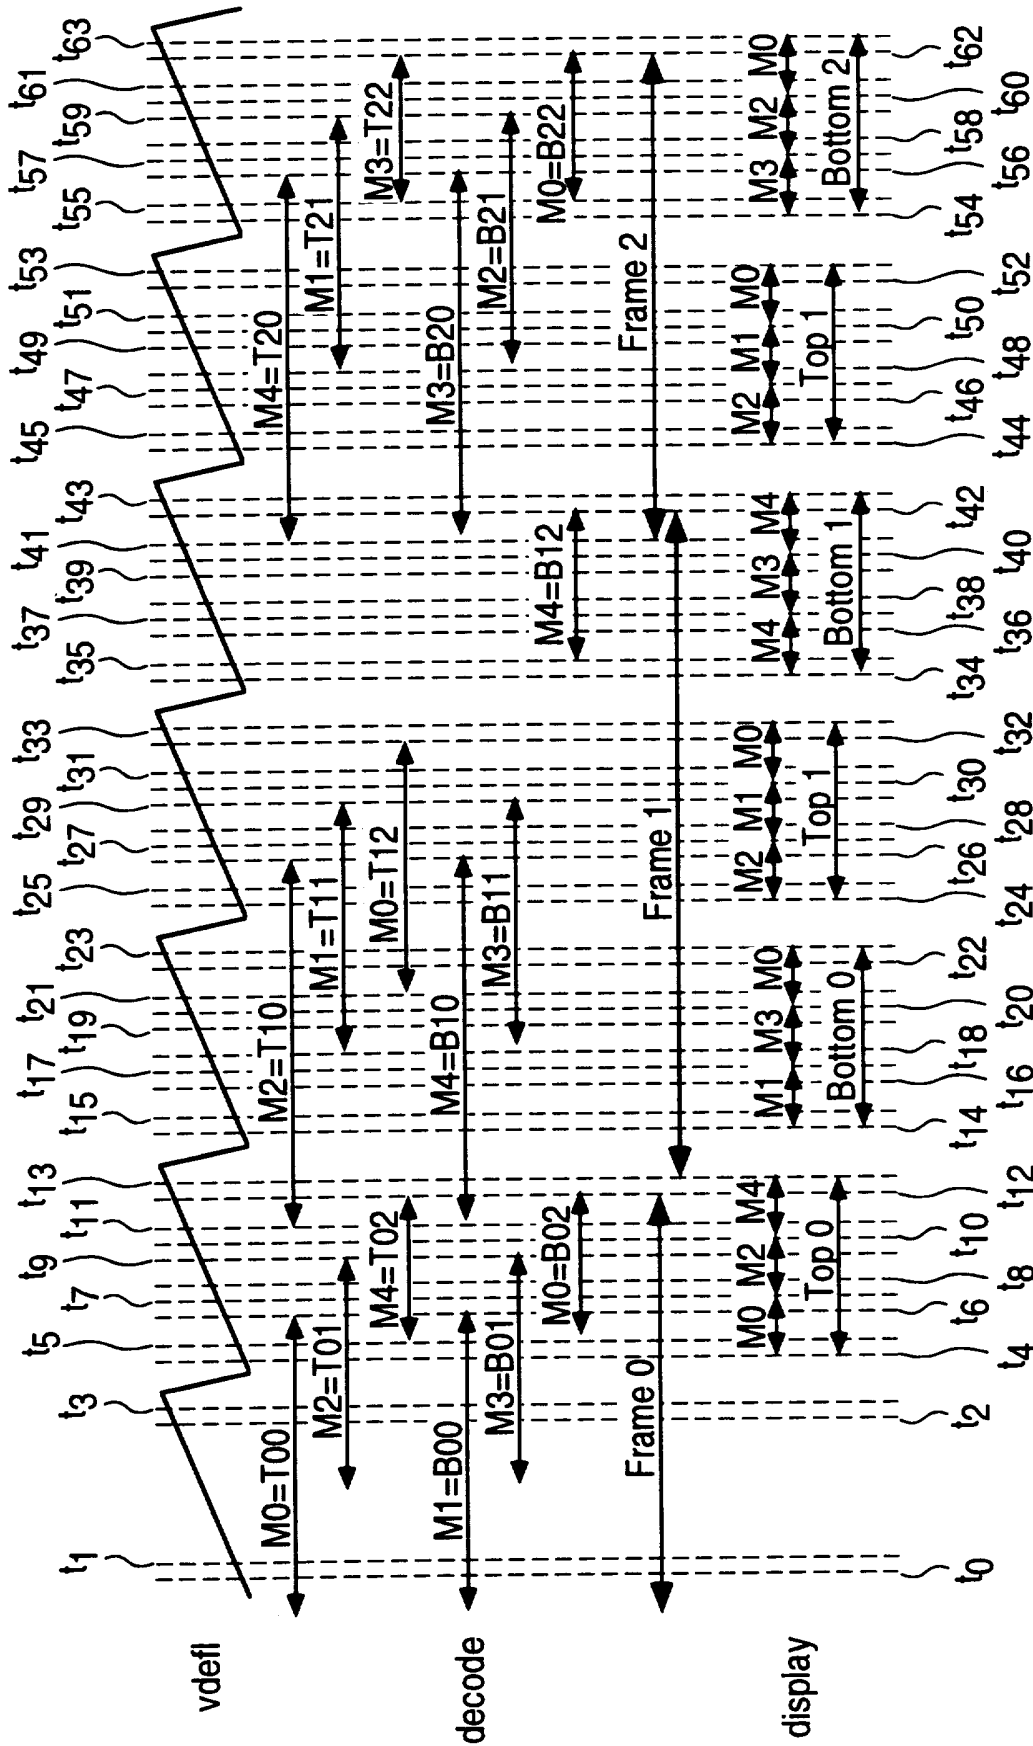 t1 t3 t5 t7 t9 t11 t13 t15 t17 t19 t21 t23 t25 t27 t29 t31 t33 t35 t37 t39 t41 t43 t45 t47 t49 t51 t53 t55 t57 t59 t61 t63
vdefl
M0=T00 M2=T10 M4=T20
M2=T01 M1=T11 M1=T21
M4=T02 M0=T12 M3=T22
decode
M1=B00 M4=B10 M3=B20
M3=B01 M3=B11 M2=B21
M0=B02 M4=B12 M0=B22
Frame 0 Frame 1 Frame 2
display
M0 M2 M4 M1 M3 M0 M2 M1 M0 M4 M3 M4 M2 M1 M0 M3 M2 M0
Top 0 Bottom 0 Top 1 Bottom 1 Top 1 Bottom 2
t0 t2 t4 t6 t8 t10 t12 t14 t16 t18 t20 t22 t24 t26 t28 t30 t32 t34 t36 t38 t40 t42 t44 t46 t48 t50 t52 t54 t56 t58 t60 t62